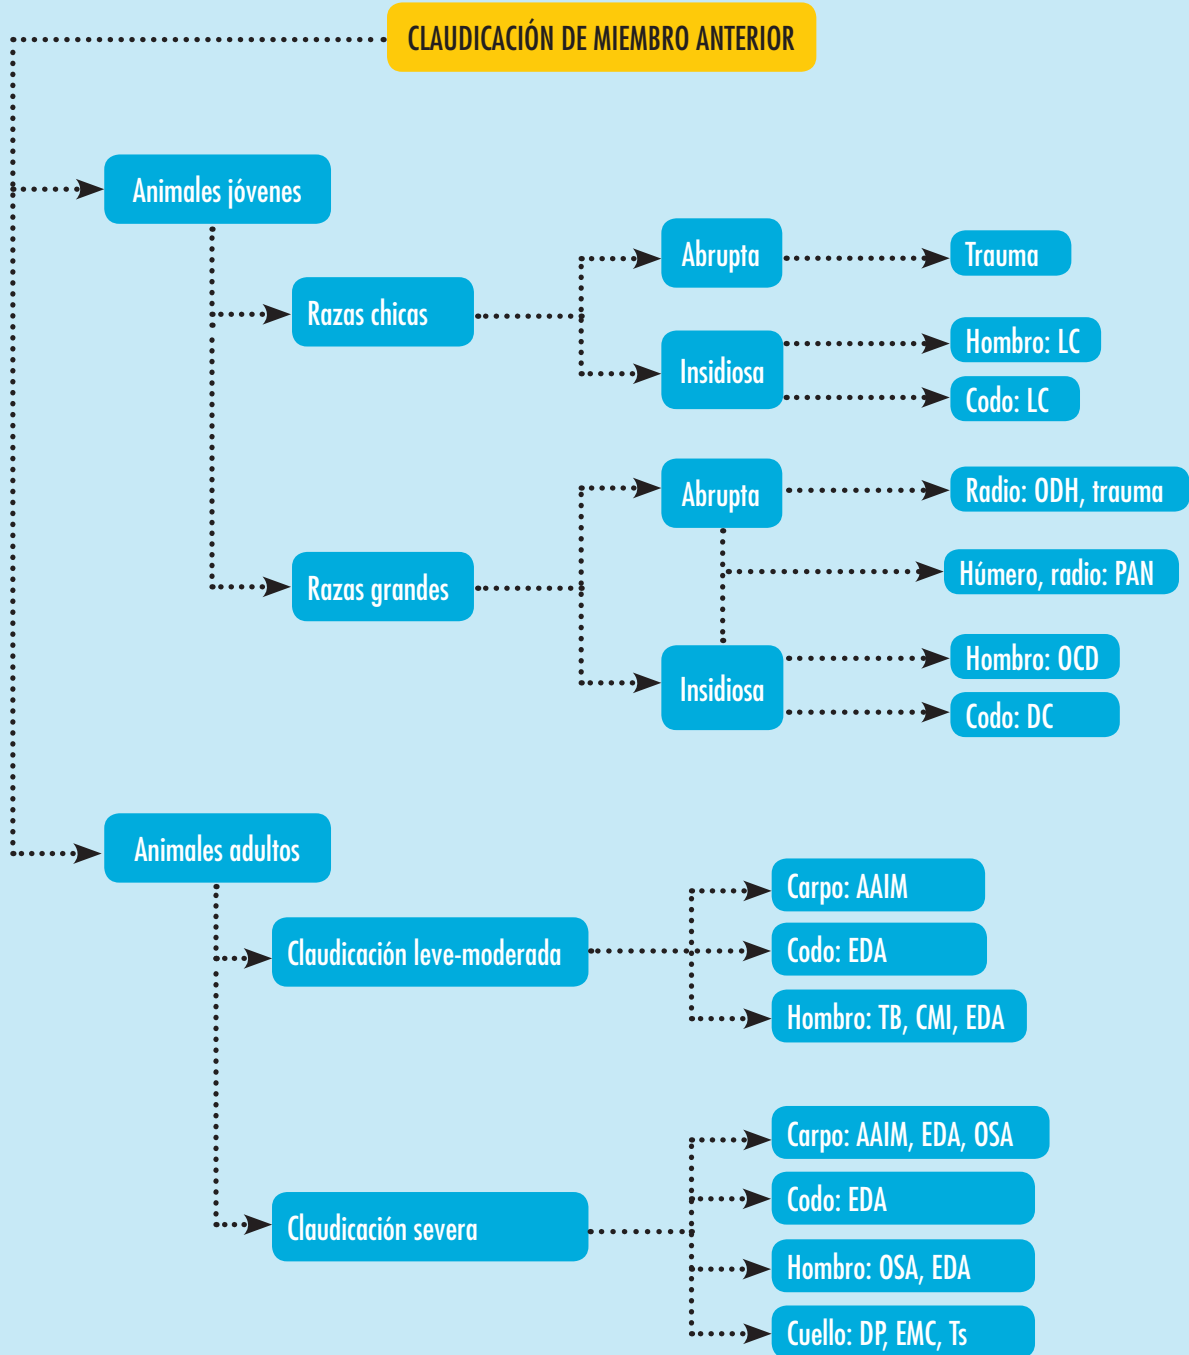 CLAUDICACIÓN DE MIEMBRO ANTERIOR
Animales jóvenes
Razas chicas
Abrupta
Trauma
Insidiosa
Hombro: LC
Codo: LC
Razas grandes
Abrupta
Radio: ODH, trauma
Húmero, radio: PAN
Insidiosa
Hombro: OCD
Codo: DC
Animales adultos
Claudicación leve-moderada
Carpo: AAIM
Codo: EDA
Hombro: TB, CMI, EDA
Claudicación severa
Carpo: AAIM, EDA, OSA
Codo: EDA
Hombro: OSA, EDA
Cuello: DP, EMC, Ts